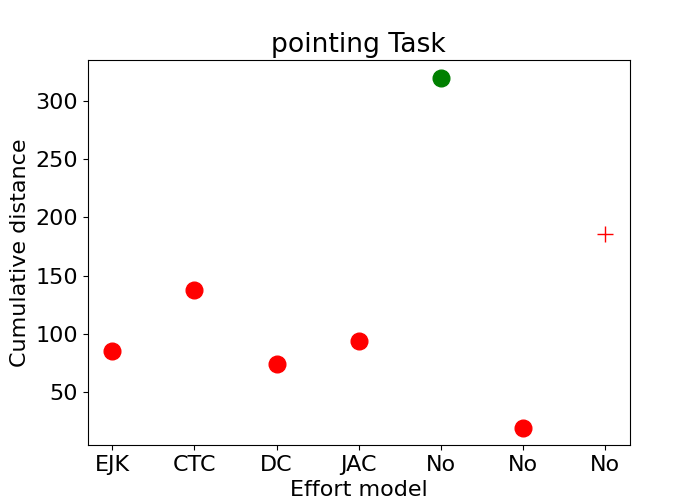 pointing Task
Cumulative distance
300
250
200
150
100
50
EJK CTC DC JAC No No No
Effort model